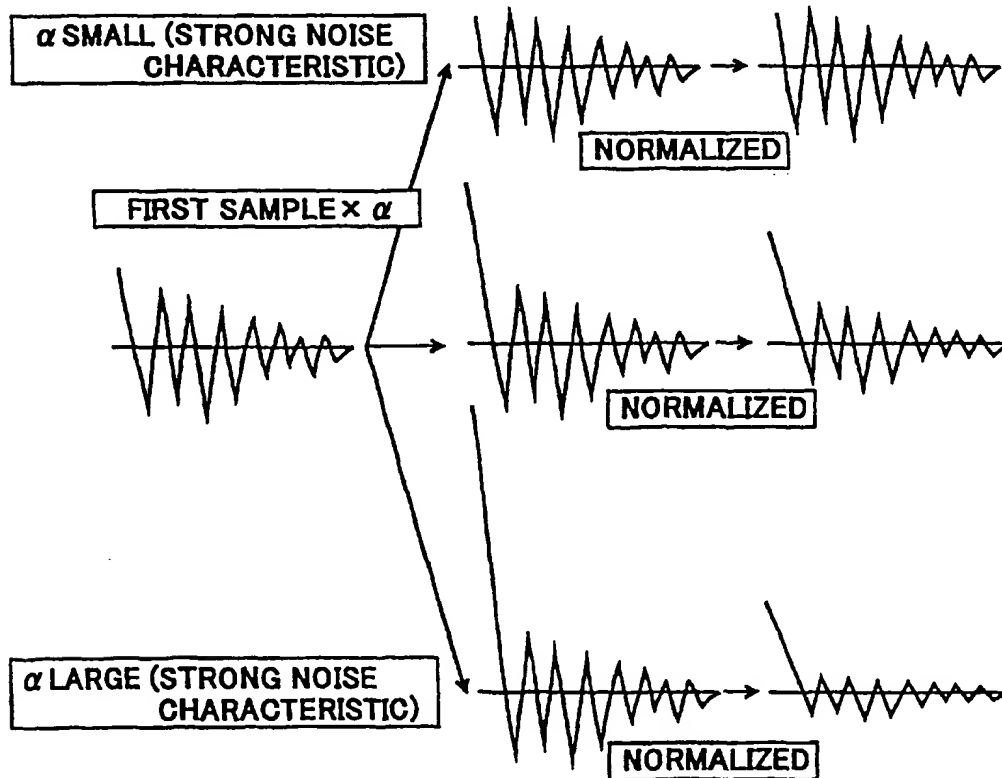 α SMALL (STRONG NOISE
CHARACTERISTIC)
NORMALIZED
FIRST SAMPLE × α
NORMALIZED
α LARGE (STRONG NOISE
CHARACTERISTIC)
NORMALIZED